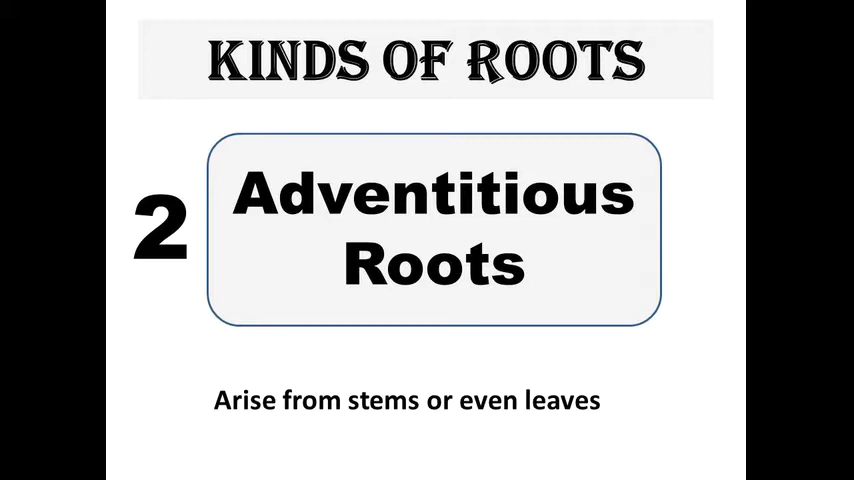 KINDS OF ROOTS
2
Adventitious
Roots
Arise from stems or even leaves